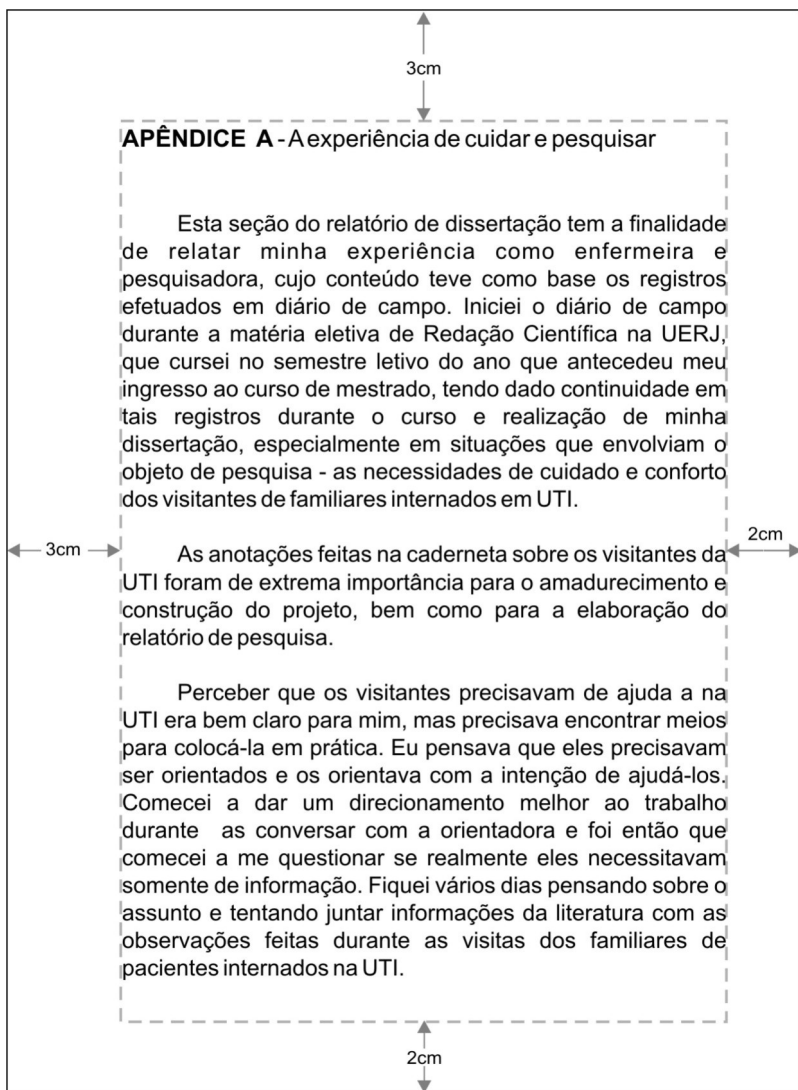 3cm
APÊNDICE A - A experiência de cuidar e pesquisar
Esta seção do relatório de dissertação tem a finalidade
de relatar minha experiência como enfermeira e
pesquisadora, cujo conteúdo teve como base os registros
efetuados em diário de campo. Iniciei o diário de campo
durante a matéria eletiva de Redação Científica na UERJ,
que cursei no semestre letivo do ano que antecedeu meu
ingresso ao curso de mestrado, tendo dado continuidade em
tais registros durante o curso e realização de minha
dissertação, especialmente em situações que envolviam o
objeto de pesquisa - as necessidades de cuidado e conforto
dos visitantes de familiares internados em UTI.
3cm
2cm
As anotações feitas na caderneta sobre os visitantes da
UTI foram de extrema importância para o amadurecimento e
construção do projeto, bem como para a elaboração do
relatório de pesquisa.
Perceber que os visitantes precisavam de ajuda a na
UTI era bem claro para mim, mas precisava encontrar meios
para colocá-la em prática. Eu pensava que eles precisavam
ser orientados e os orientava com a intenção de ajudá-los.
Comecei a dar um direcionamento melhor ao trabalho
durante as conversar com a orientadora e foi então que
comecei a me questionar se realmente eles necessitavam
somente de informação. Fiquei vários dias pensando sobre o
assunto e tentando juntar informações da literatura com as
observações feitas durante as visitas dos familiares de
pacientes internados na UTI.
2cm